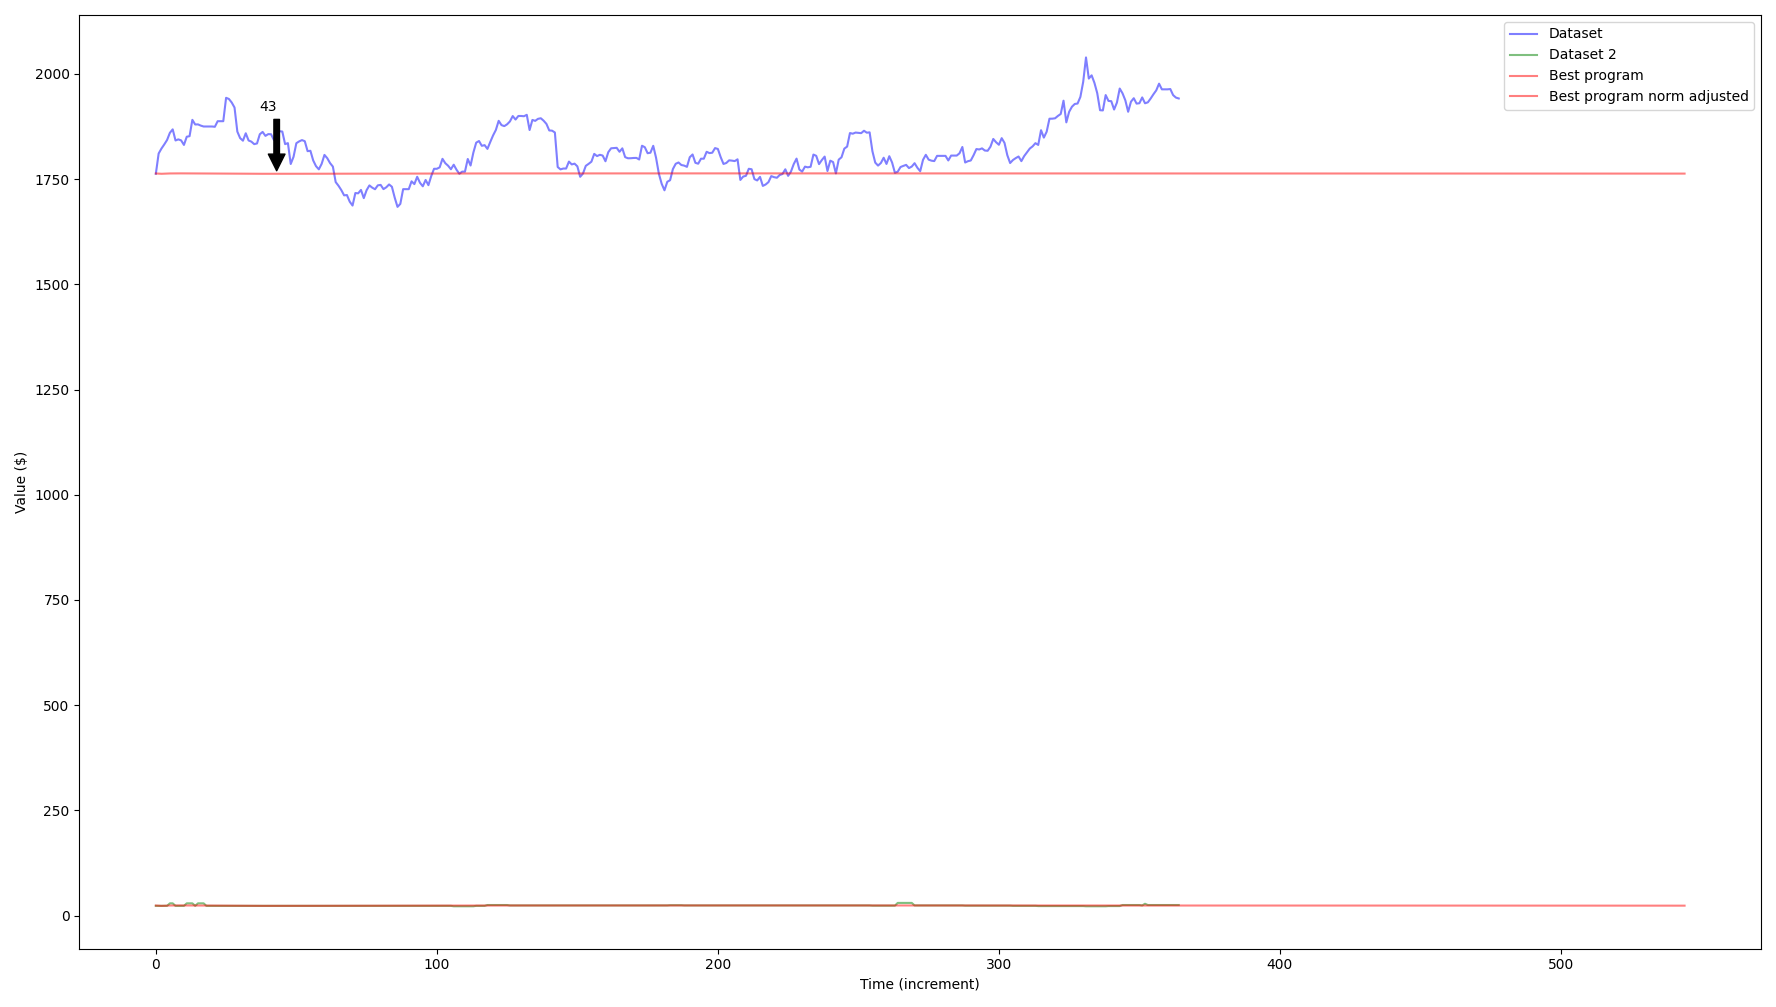 Dataset
Dataset 2
Best program
Best program norm adjusted
43
2000
1750
1500
1250
1000
750
500
250
0
Value ($)
0 100 200 300 400 500
Time (increment)